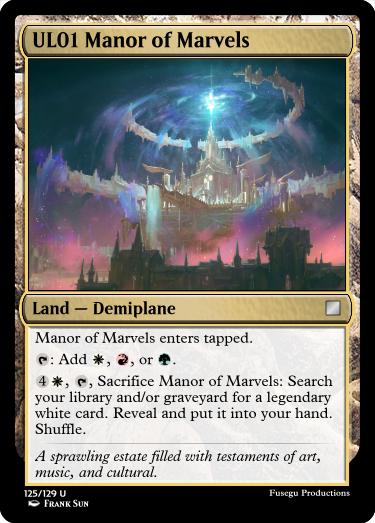 UL01 Manor of Marvels
Land — Demiplane
Manor of Marvels enters tapped.
: Add , , or .
4 , , Sacrifice Manor of Marvels: Search
your library and/or graveyard for a legendary
white card. Reveal and put it into your hand.
Shuffle.
A sprawling estate filled with testaments of art,
music, and cultural.
125/129 U
Fusegu Productions
Frank Sun